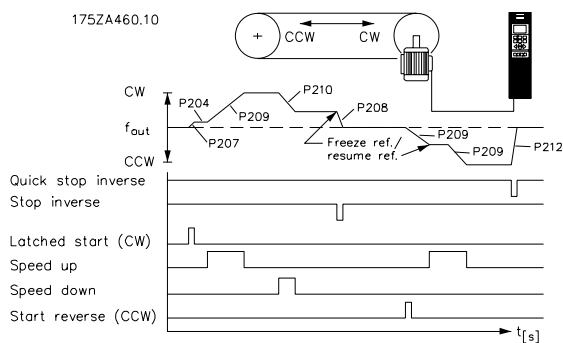 175ZA460.10
CCW CW
CW
P204
P209
P210
P208
fout
P207
Freeze ref./
resume ref.
P209
P209
P212
CCW
Quick stop inverse
Stop inverse
Latched start (CW)
Speed up
Speed down
Start reverse (CCW)
t[s]